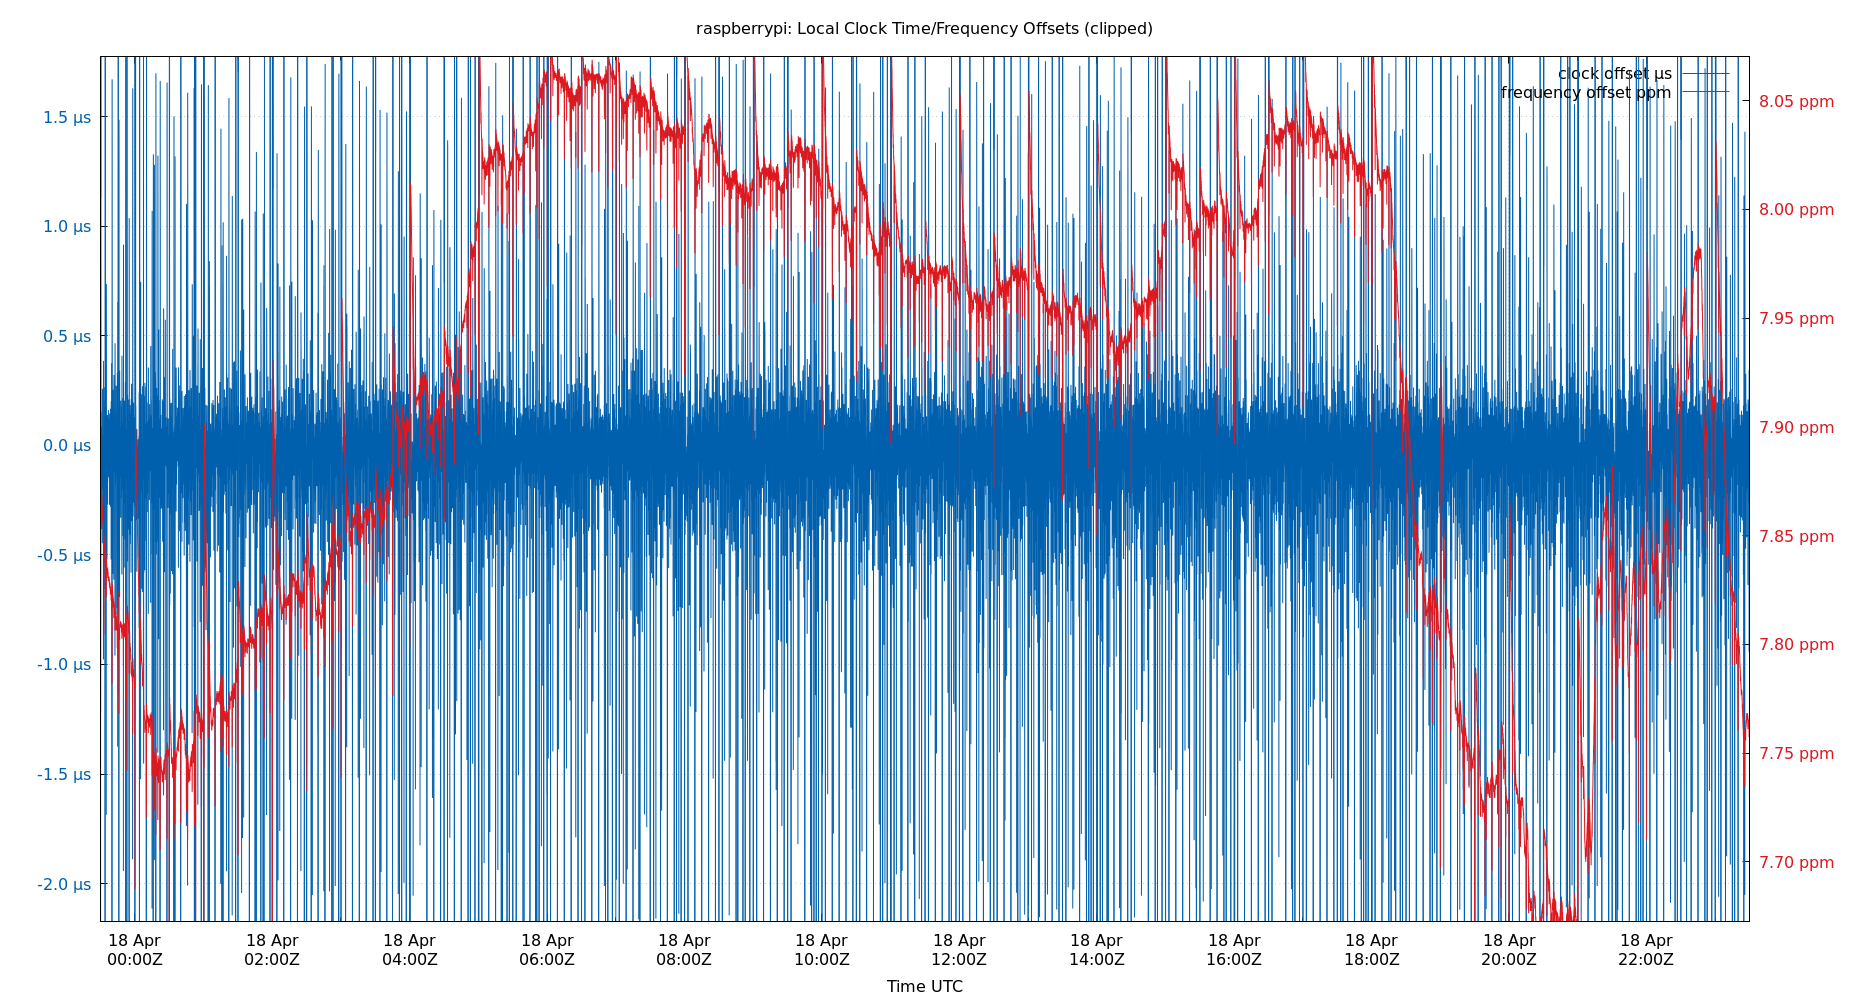 raspberrypi: Local Clock Time/Frequency Offsets (clipped)
clock offset µs
frequency offset ppm
1.5 µs
1.0 µs
0.5 µs
0.0 µs
-0.5 µs
-1.0 µs
-1.5 µs
-2.0 µs
8.05 ppm
8.00 ppm
7.95 ppm
7.90 ppm
7.85 ppm
7.80 ppm
7.75 ppm
7.70 ppm
18 Apr 18 Apr 18 Apr 18 Apr 18 Apr 18 Apr 18 Apr 18 Apr 18 Apr 18 Apr 18 Apr 18 Apr
00:00Z 02:00Z 04:00Z 06:00Z 08:00Z 10:00Z 12:00Z 14:00Z 16:00Z 18:00Z 20:00Z 22:00Z
Time UTC